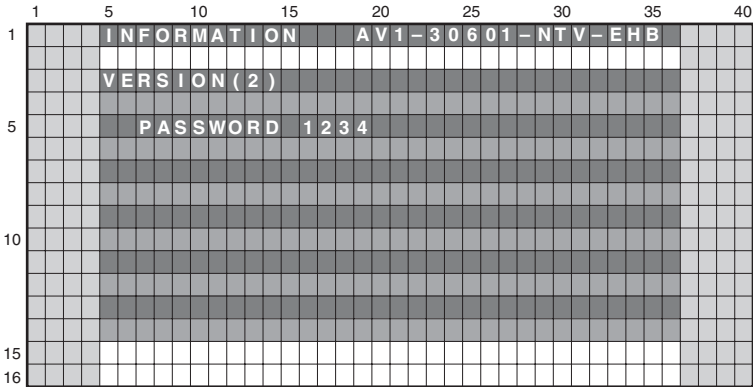 1 5 10 15 20 25 30 35 40
1 INFORMATION AV1–30601–NTV–EHB
VERSION(2)
5 PASSWORD 1234
10
15
16